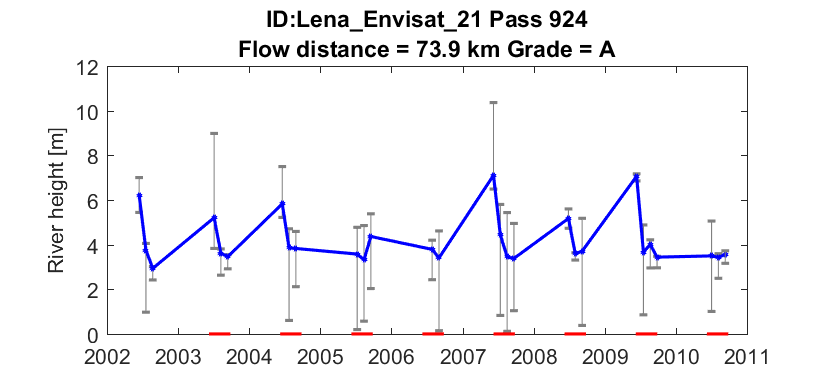 ID:Lena_Envisat_21 Pass 924
Flow distance = 73.9 km Grade = A
12
10
8
6
4
2
0
River height [m]
2002 2003 2004 2005 2006 2007 2008 2009 2010 2011